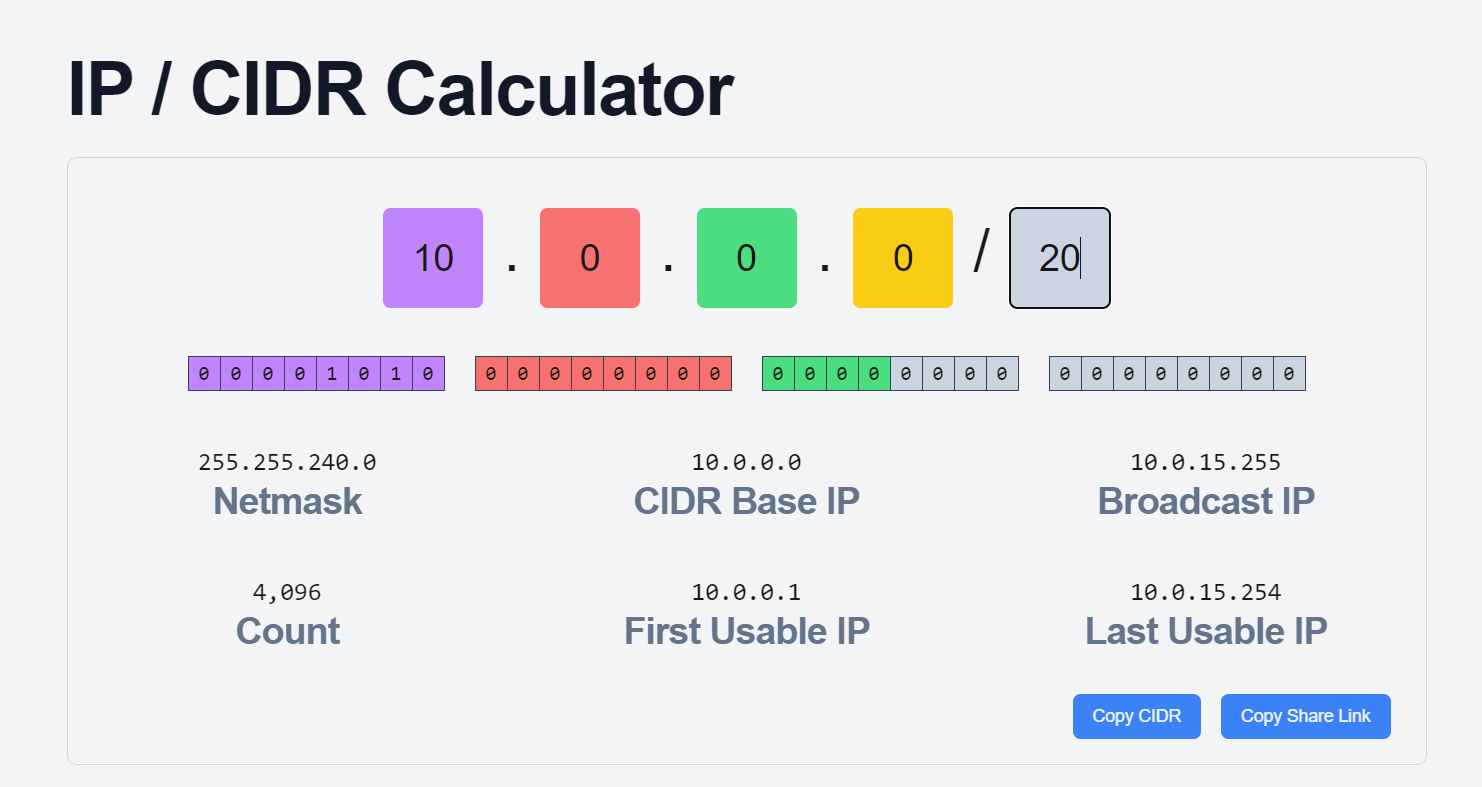 IP / CIDR Calculator
10 . 0 . 0 . 0 / 20
0 0 0 0 1 0 1 0 0 0 0 0 0 0 0 0 0 0 0 0 0 0 0 0 0 0 0 0 0 0 0 0
255.255.240.0 10.0.0.0 10.0.15.255
Netmask CIDR Base IP Broadcast IP
4,096 10.0.0.1 10.0.15.254
Count First Usable IP Last Usable IP
Copy CIDR Copy Share Link